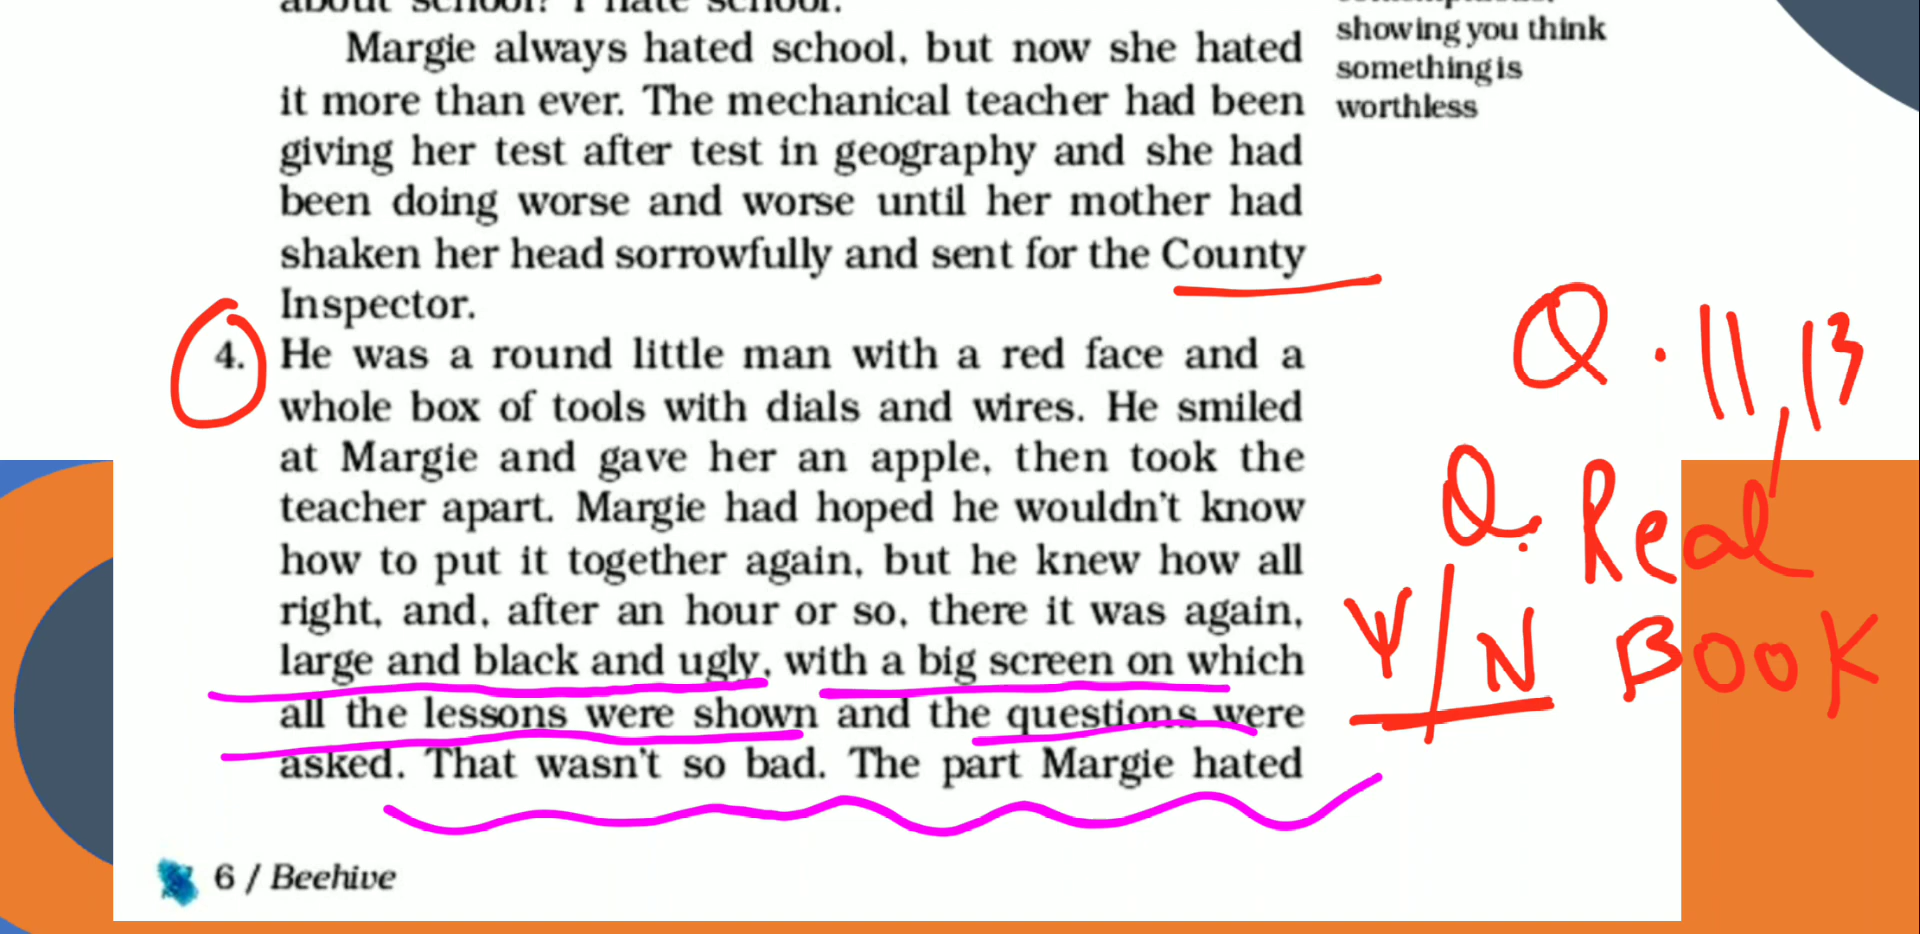 about school? I hate school.
Margie always hated school, but now she hated
it more than ever. The mechanical teacher had been
giving her test after test in geography and she had
been doing worse and worse until her mother had
shaken her head sorrowfully and sent for the County
Inspector.
4. He was a round little man with a red face and a
whole box of tools with dials and wires. He smiled
at Margie and gave her an apple, then took the
teacher apart. Margie had hoped he wouldn't know
how to put it together again, but he knew how all
right, and, after an hour or so, there it was again,
large and black and ugly, with a big screen on which
all the lessons were shown and the questions were
asked. That wasn't so bad. The part Margie hated
6 / Beehive
showing you think
something is
worthless
Q. 11, 13
Q. Real
Y/N BOOK